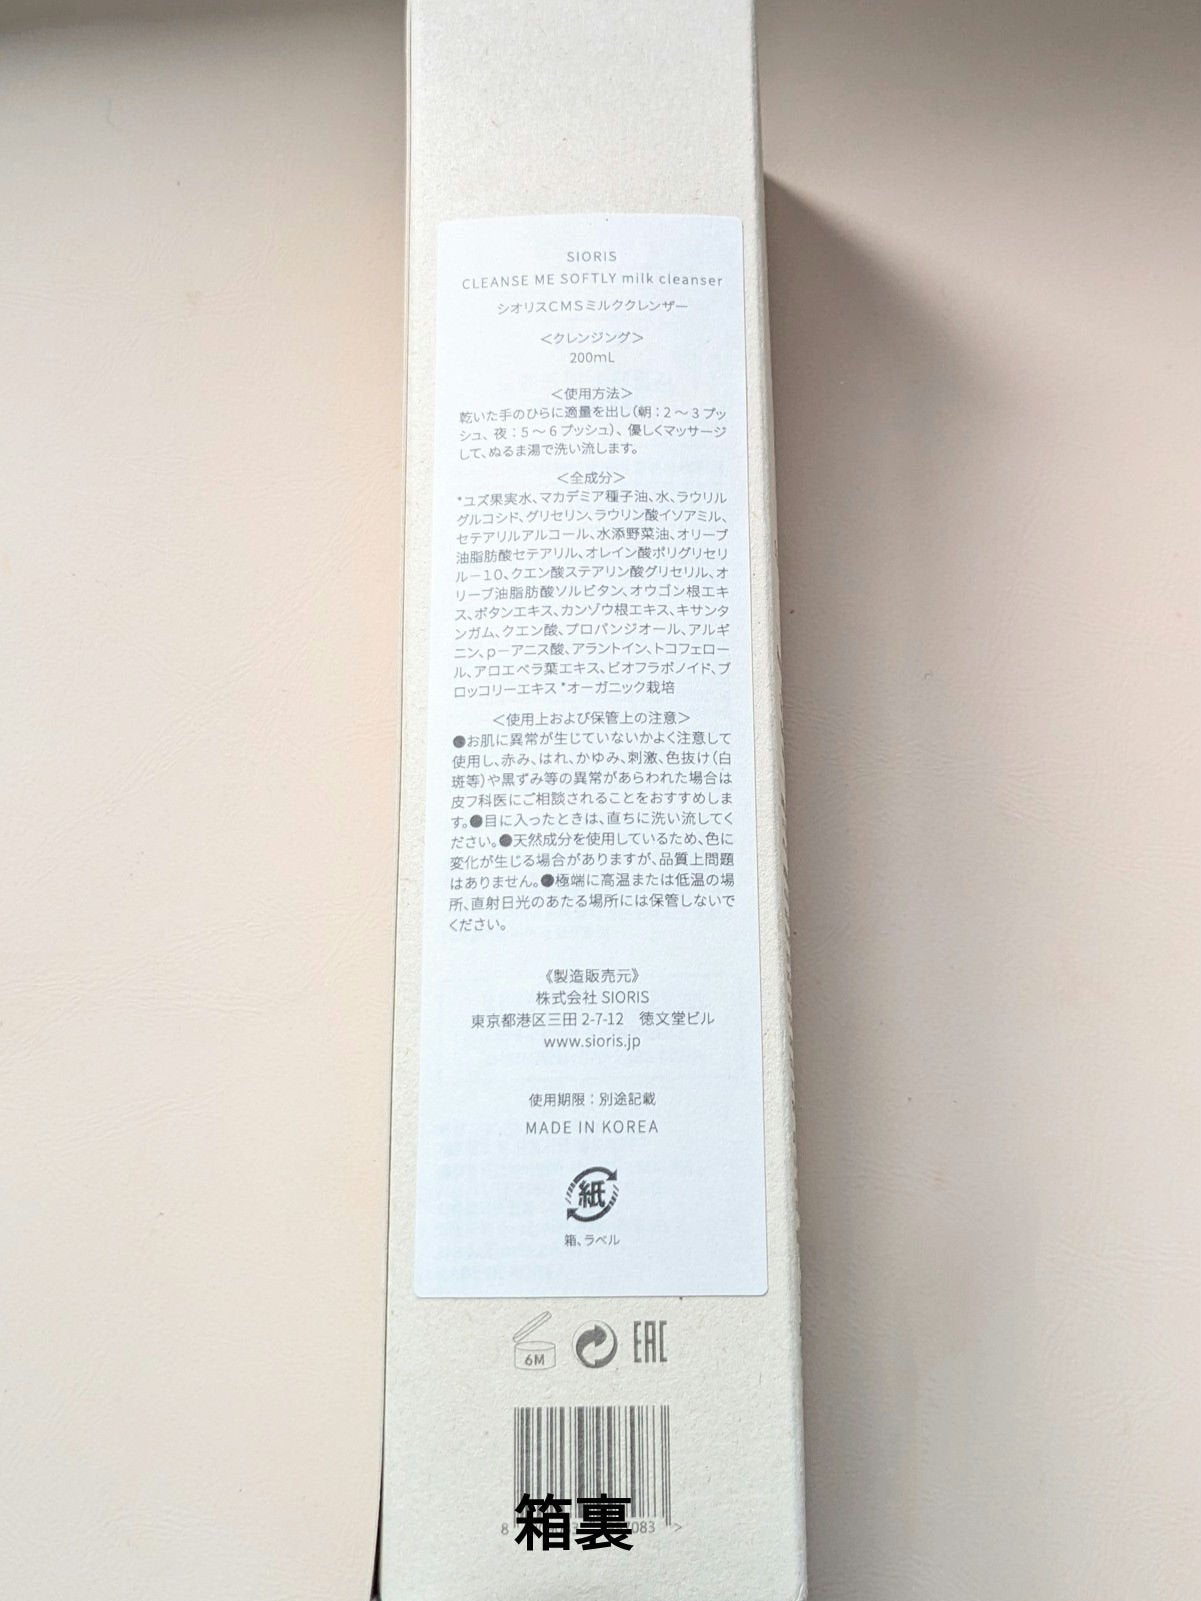 SIORIS
CLEANSE ME SOFTLY milk cleanser
シオリスCMSミルククレンザー
＜クレンジング＞
200mL
＜使用方法＞
乾いた手のひらに適量を出し（朝：2～3プッ
シュ、夜：5～6プッシュ）、優しくマッサージ
して、ぬるま湯で洗い流します。
＜全成分＞
*ユズ果実水、マカデミア種子油、水、ラウリル
グルコシド、グリセリン、ラウリン酸イソアミル、
セテアリルアルコール、水添野菜油、オリーブ
油脂肪酸セテアリル、オレイン酸ポリグリセリ
ル－10、クエン酸ステアリン酸グリセリル、オ
リーブ油脂肪酸ソルビタン、オウゴン根エキ
ス、ボタンエキス、カンゾウ根エキス、キサンタ
ンガム、クエン酸、プロパンジオール、アルギ
ニン、p－アニス酸、アラントイン、トコフェロー
ル、アロエベラ葉エキス、ビオフラボノイド、ブ
ロッコリーエキス *オーガニック栽培
＜使用上および保管上の注意＞
●お肌に異常が生じていないかよく注意して
使用し、赤み、はれ、かゆみ、刺激、色抜け（白
斑等）や黒ずみ等の異常があらわれた場合は
皮フ科医にご相談されることをおすすめしま
す。●目に入ったときは、直ちに洗い流してく
ださい。●天然成分を使用しているため、色に
変化が生じる場合がありますが、品質上問題
はありません。●極端に高温または低温の場
所、直射日光のあたる場所には保管しないで
ください。
《製造販売元》
株式会社 SIORIS
東京都港区三田 2-7-12　徳文堂ビル
www.sioris.jp
使用期限：別途記載
MADE IN KOREA
紙
箱、ラベル
6M EAC
箱裏
8 083 >